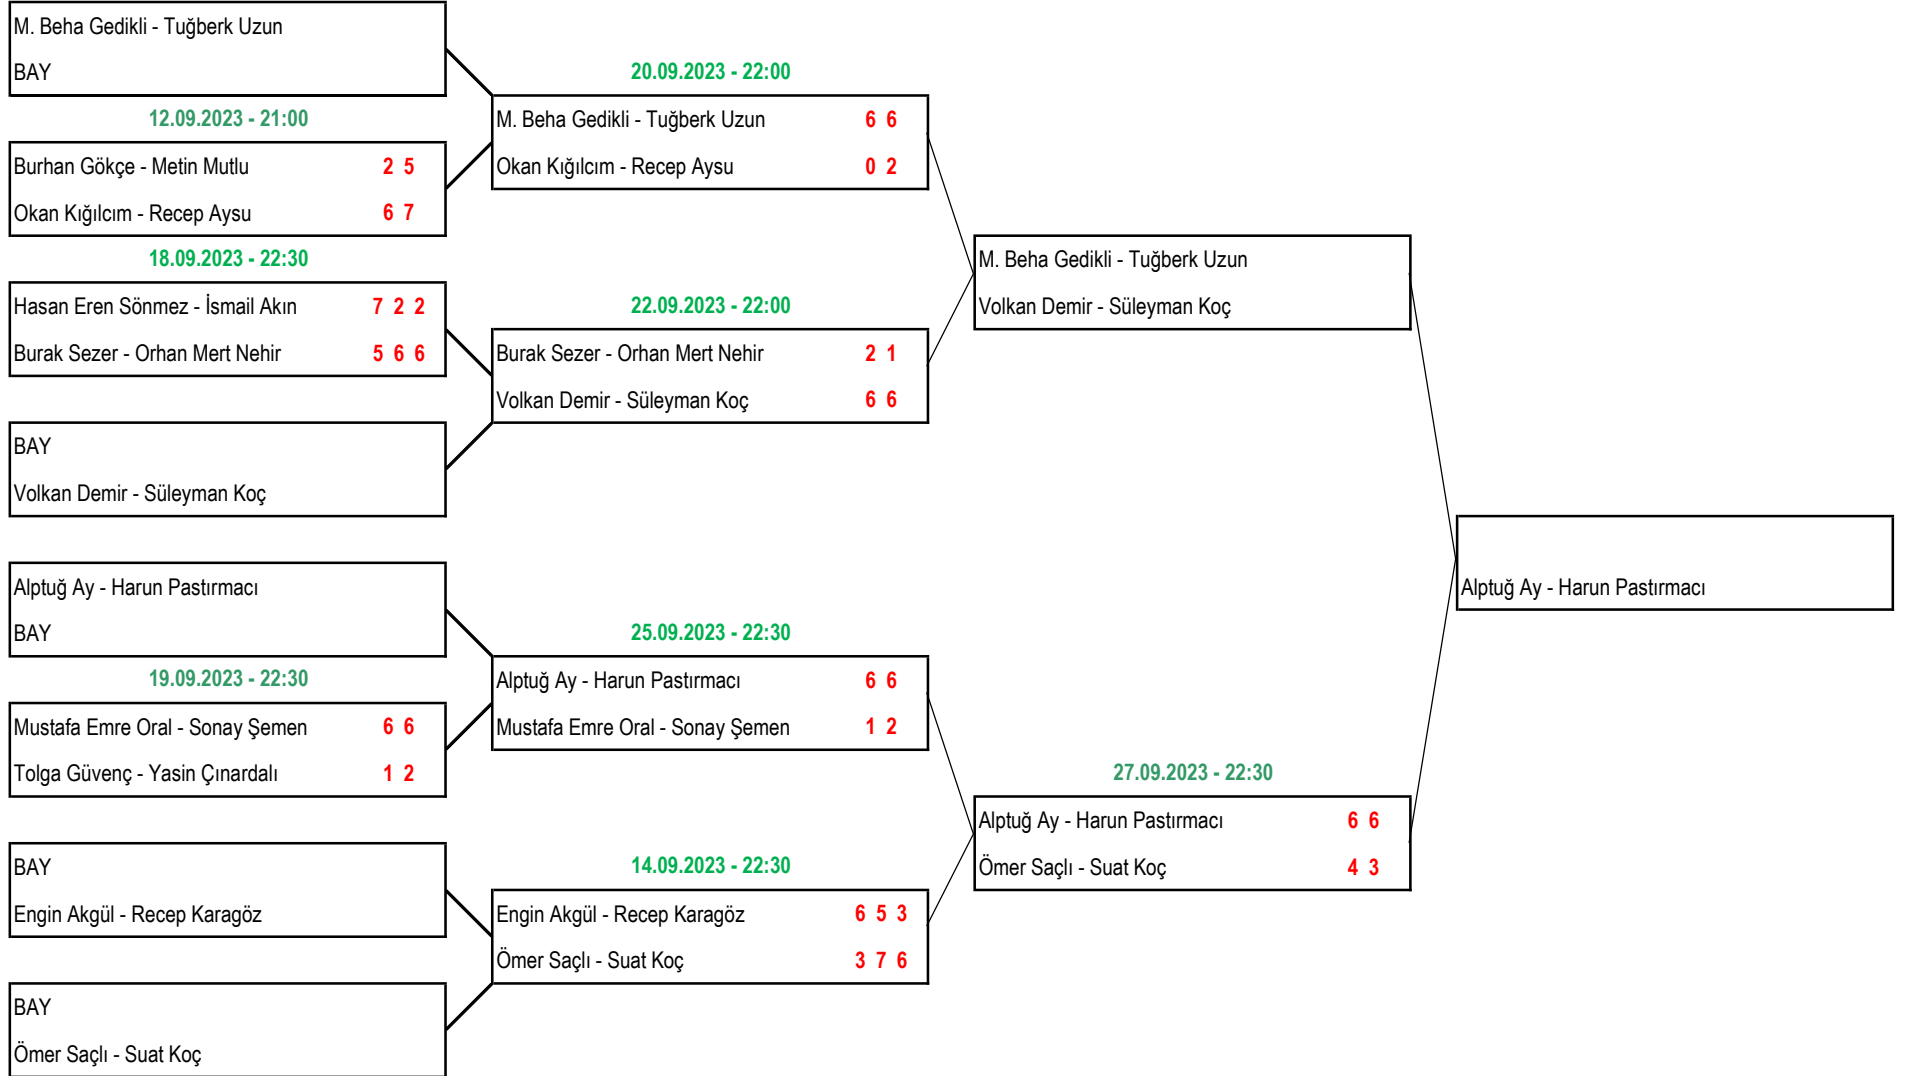 M. Beha Gedikli - Tuğberk Uzun
BAY
12.09.2023 - 21:00
Burhan Gökçe - Metin Mutlu 2 5
Okan Kığılcım - Recep Aysu 6 7
18.09.2023 - 22:30
Hasan Eren Sönmez - İsmail Akın 7 2 2
Burak Sezer - Orhan Mert Nehir 5 6 6
BAY
Volkan Demir - Süleyman Koç
Alptuğ Ay - Harun Pastırmacı
BAY
19.09.2023 - 22:30
Mustafa Emre Oral - Sonay Şemen 6 6
Tolga Güvenç - Yasin Çınardalı 1 2
BAY
Engin Akgül - Recep Karagöz
BAY
Ömer Saçlı - Suat Koç
20.09.2023 - 22:00
M. Beha Gedikli - Tuğberk Uzun 6 6
Okan Kığılcım - Recep Aysu 0 2
22.09.2023 - 22:00
Burak Sezer - Orhan Mert Nehir 2 1
Volkan Demir - Süleyman Koç 6 6
25.09.2023 - 22:30
Alptuğ Ay - Harun Pastırmacı 6 6
Mustafa Emre Oral - Sonay Şemen 1 2
14.09.2023 - 22:30
Engin Akgül - Recep Karagöz 6 5 3
Ömer Saçlı - Suat Koç 3 7 6
M. Beha Gedikli - Tuğberk Uzun
Volkan Demir - Süleyman Koç
27.09.2023 - 22:30
Alptuğ Ay - Harun Pastırmacı 6 6
Ömer Saçlı - Suat Koç 4 3
Alptuğ Ay - Harun Pastırmacı